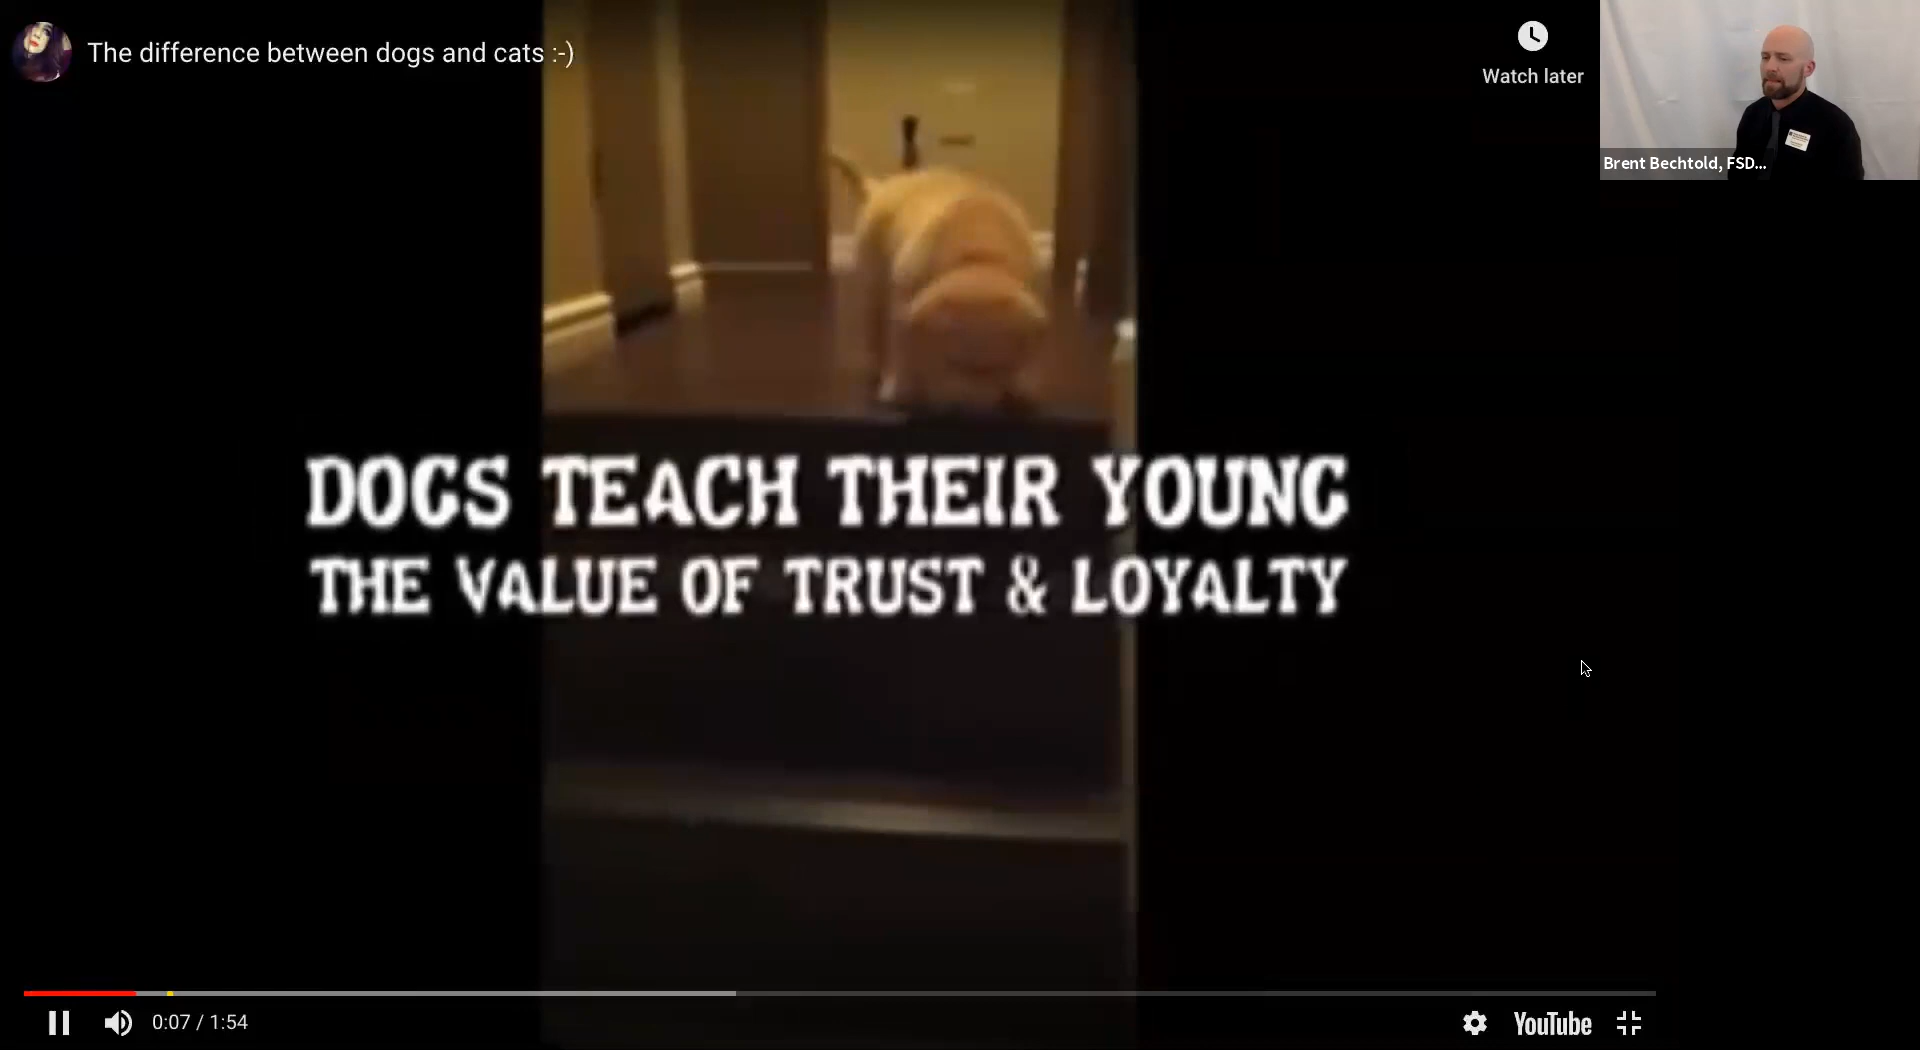 The difference between dogs and cats :-)
Watch later
Brent Bechtold, FSD...
DOGS TEACH THEIR YOUNG
THE VALUE OF TRUST & LOYALTY
0:07 / 1:54
YouTube